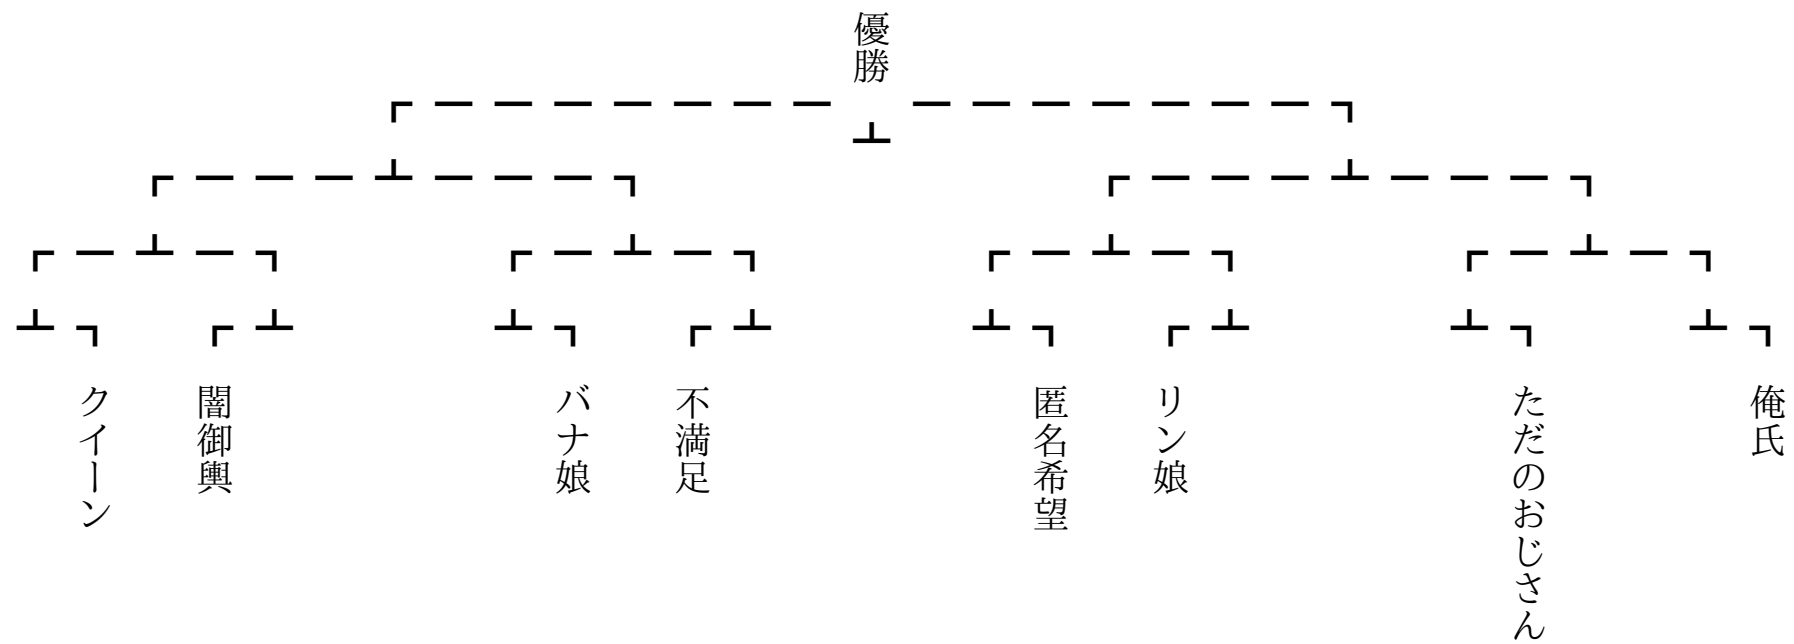 優勝
クイーン
闇御輿
バナ娘
不満足
匿名希望
リン娘
ただのおじさん
俺氏